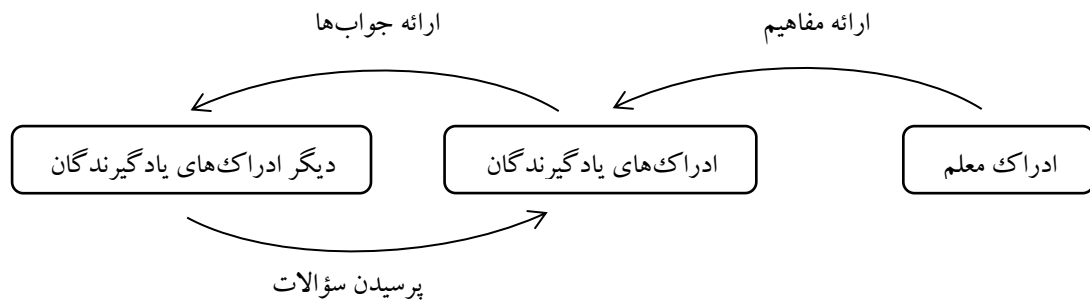 ارائه مفاهیم
ارائه جواب‌ها
ادراک معلم
ادراک‌های یادگیرندگان
دیگر ادراک‌های یادگیرندگان
پرسیدن سؤالات